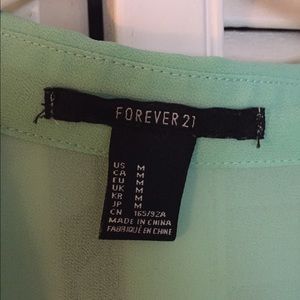 FOREVER 21
US M
CA M
EU M
UK M
KR M
JP M
CN 165/92A
MADE IN CHINA
FABRIQUÉ EN CHINE